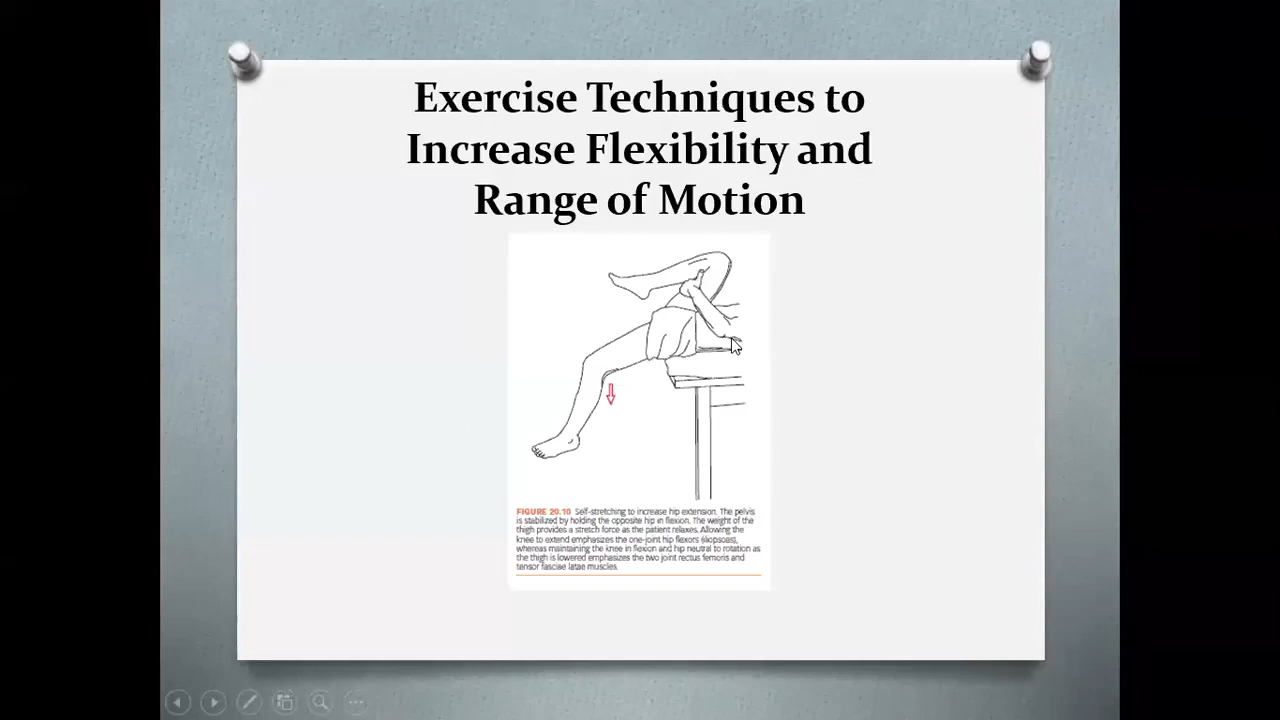 Exercise Techniques to
Increase Flexibility and
Range of Motion
FIGURE 20.10 Self-stretching to increase hip extension. The pelvis
is stabilized by holding the opposite hip in flexion. The weight of the
thigh provides a stretch force as the patient relaxes. Allowing the
knee to extend emphasizes the one-joint hip flexors (iliopsoas),
whereas maintaining the knee in flexion and hip neutral to rotation as
the thigh is lowered emphasizes the two joint rectus femoris and
tensor fasciae latae muscles.